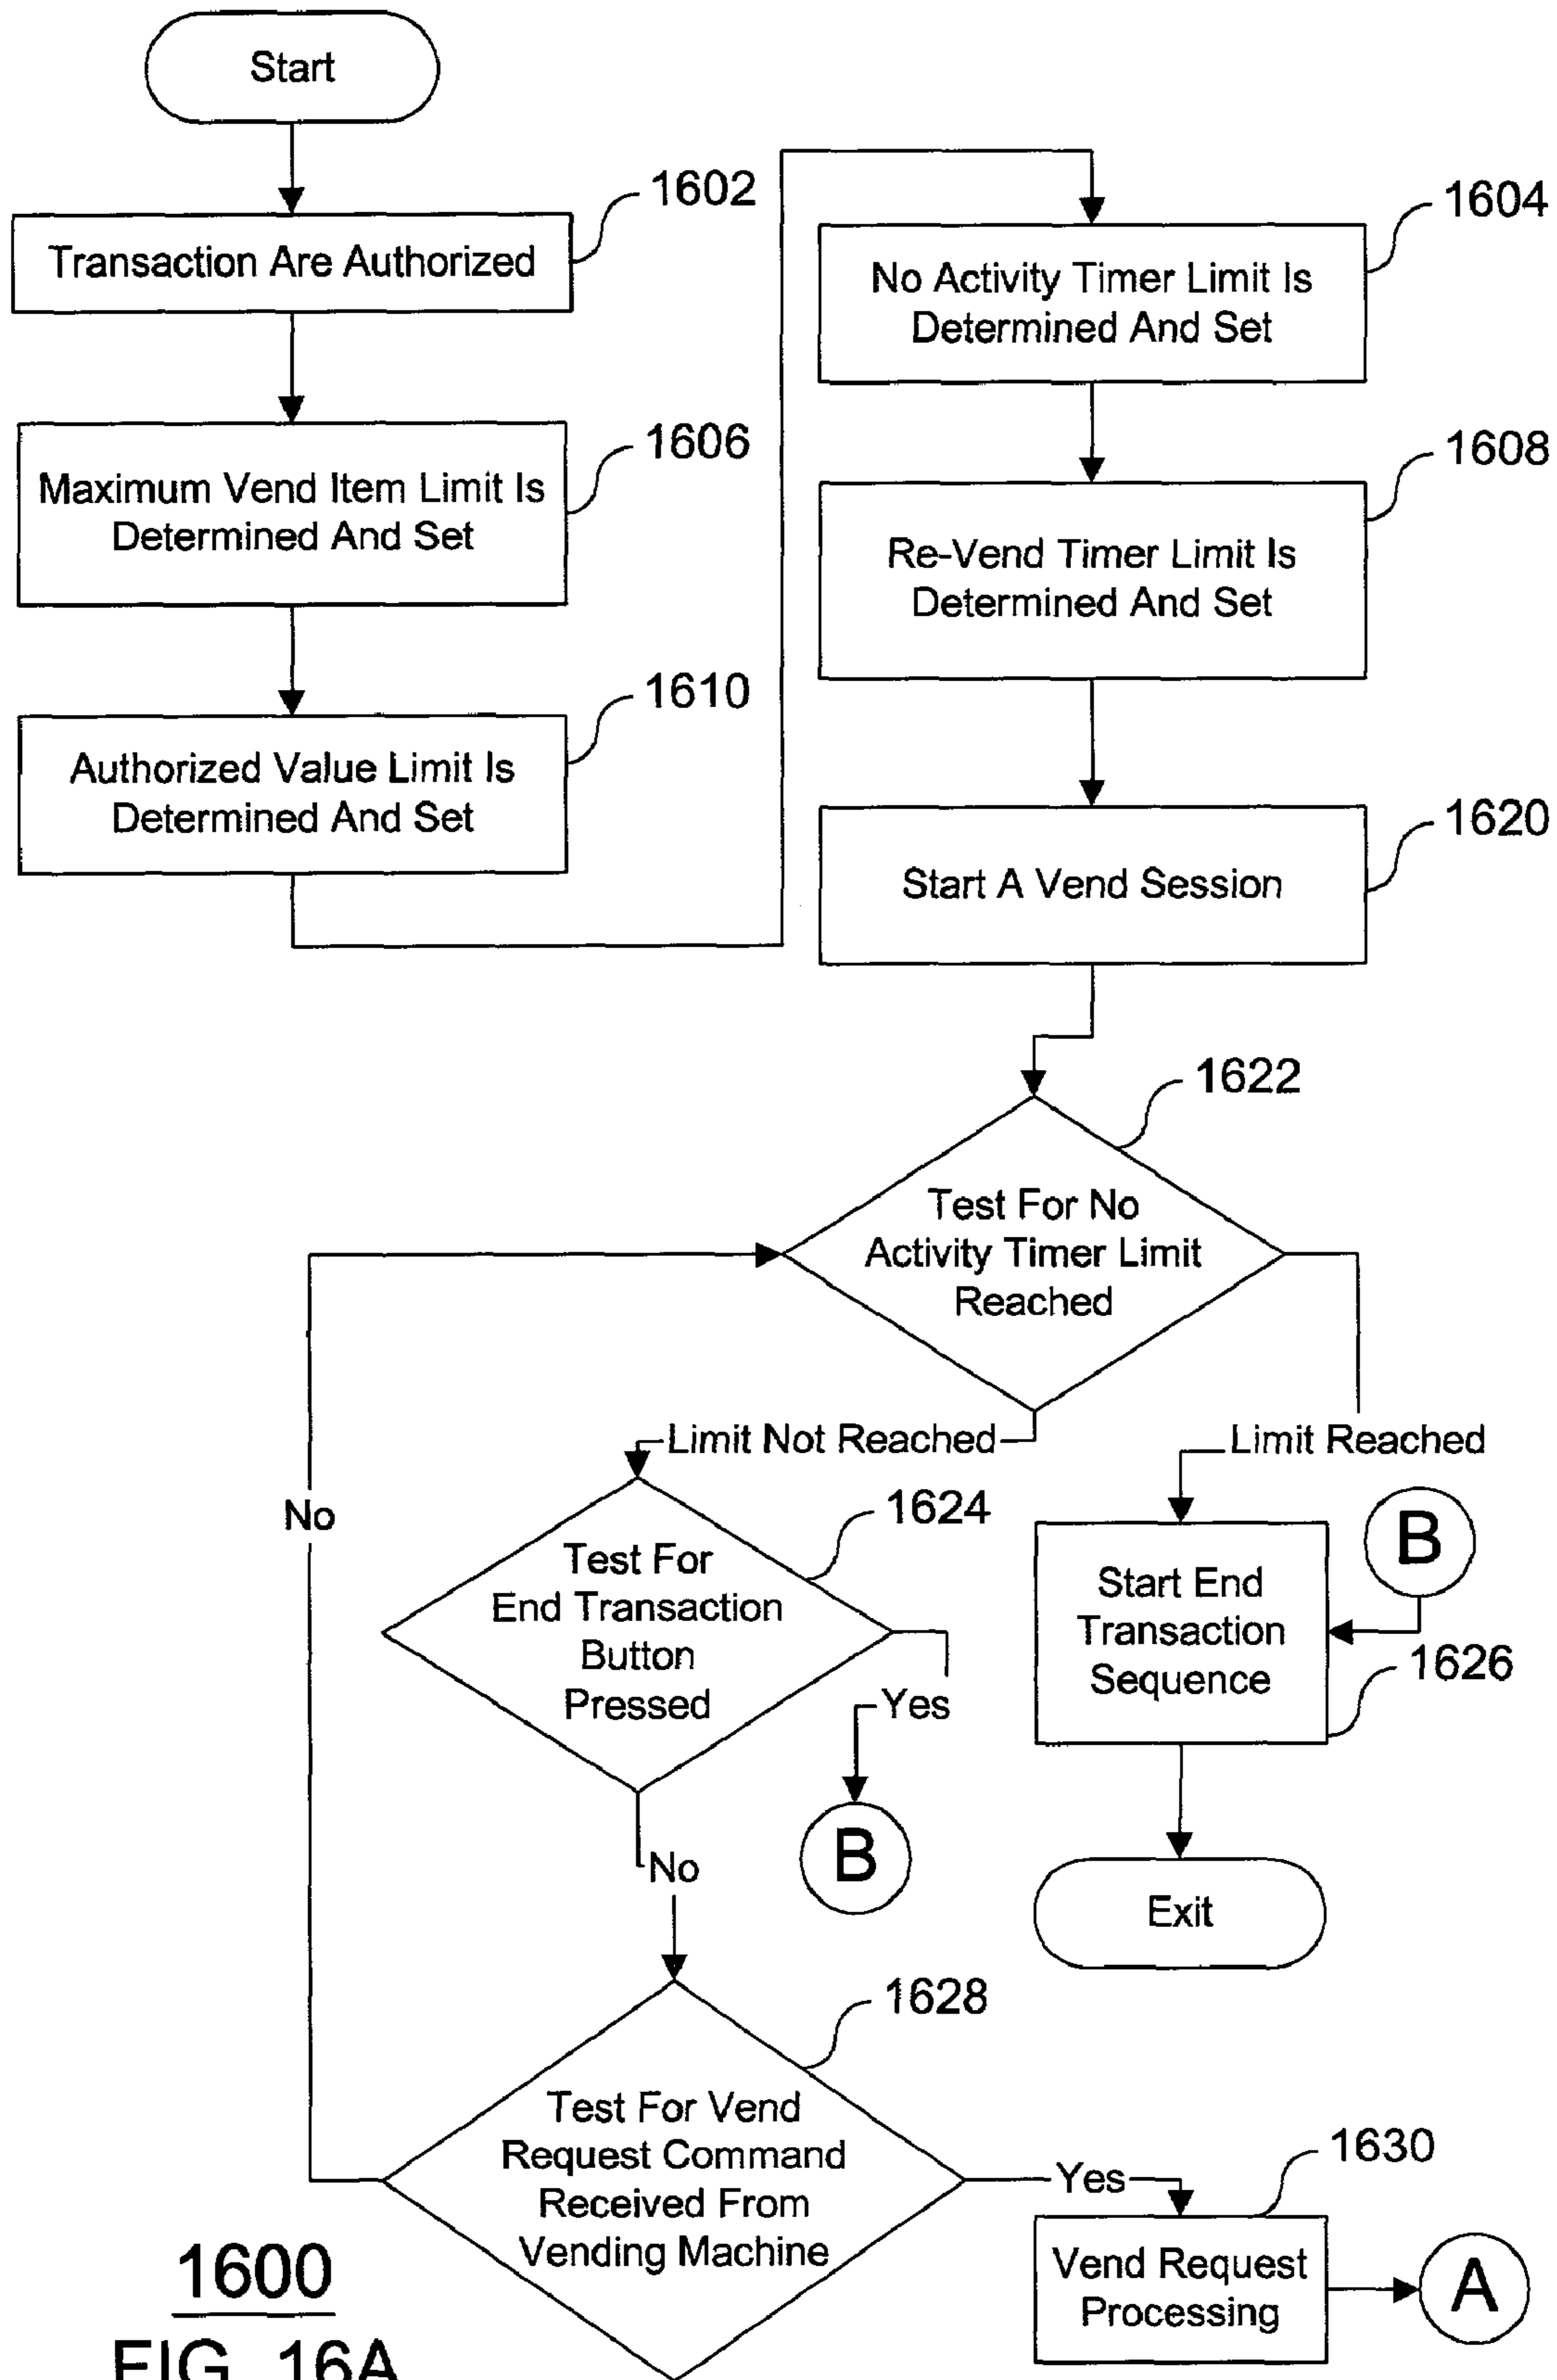 Start
1602
Transaction Are Authorized
1606
Maximum Vend Item Limit Is
Determined And Set
1610
Authorized Value Limit Is
Determined And Set
1604
No Activity Timer Limit Is
Determined And Set
1608
Re-Vend Timer Limit Is
Determined And Set
1620
Start A Vend Session
1622
Test For No
Activity Timer Limit
Reached
Limit Not Reached
Limit Reached
No
1624
Test For
End Transaction
Button
Pressed
Yes
B
B
Start End
Transaction
Sequence
1626
No
Exit
1628
Test For Vend
Request Command
Received From
Vending Machine
Yes
1630
Vend Request
Processing
A
1600
FIG. 16A